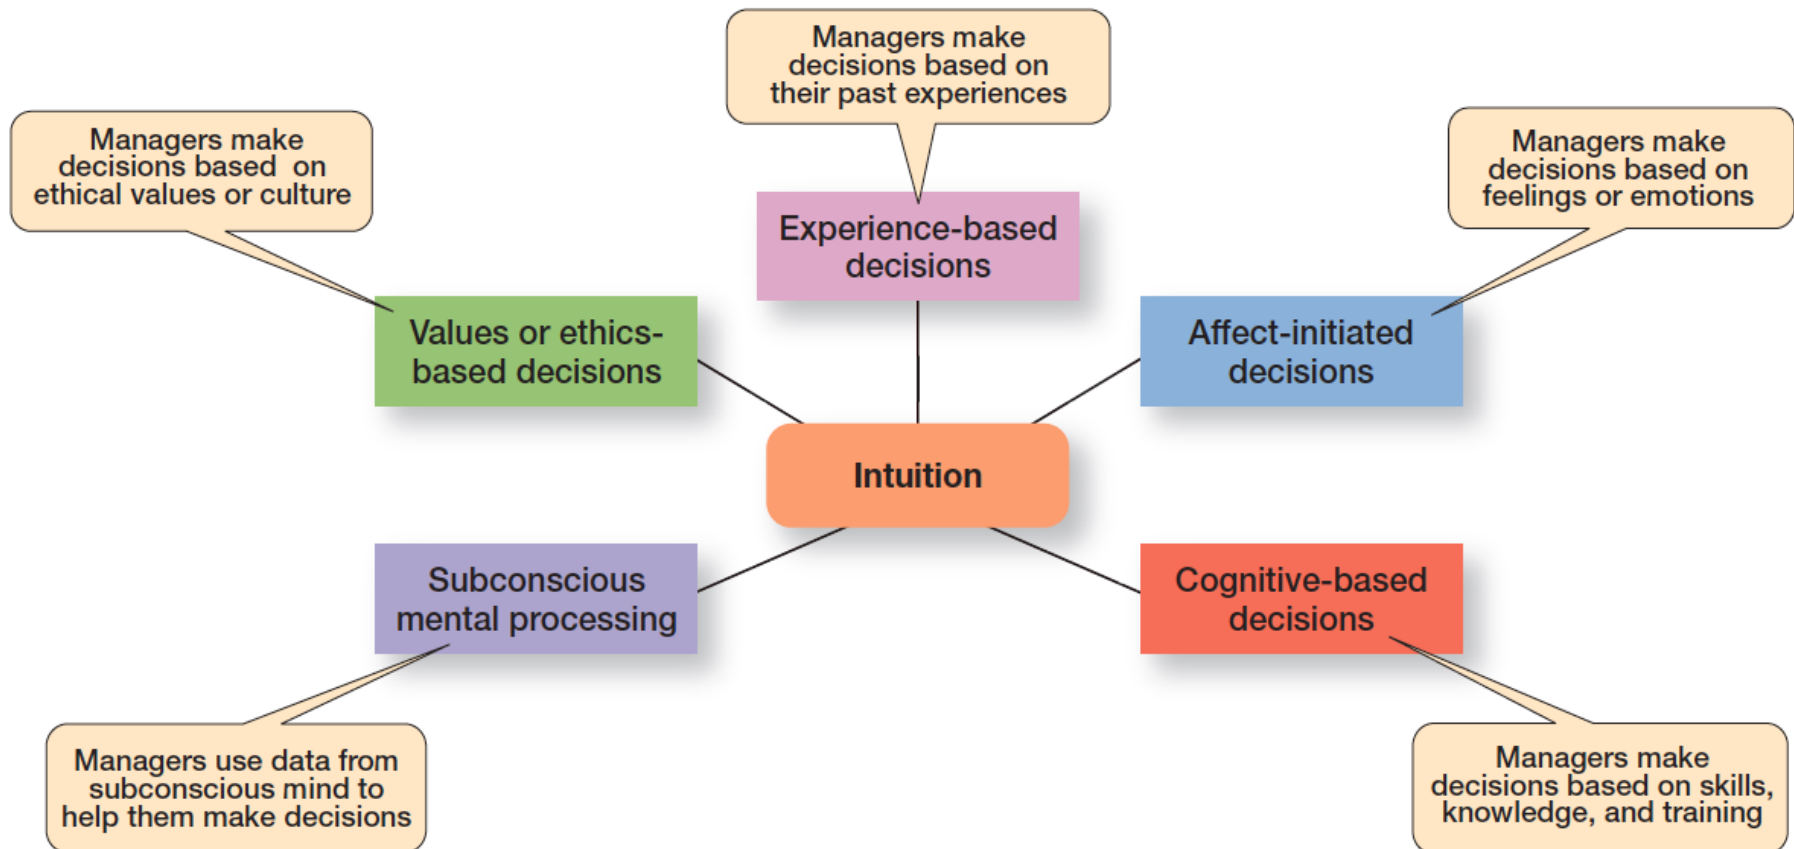 Managers make
decisions based on
their past experiences
Managers make
decisions based on
ethical values or culture
Managers make
decisions based on
feelings or emotions
Experience-based
decisions
Values or ethics-
based decisions
Affect-initiated
decisions
Intuition
Subconscious
mental processing
Cognitive-based
decisions
Managers use data from
subconscious mind to
help them make decisions
Managers make
decisions based on skills,
knowledge, and training